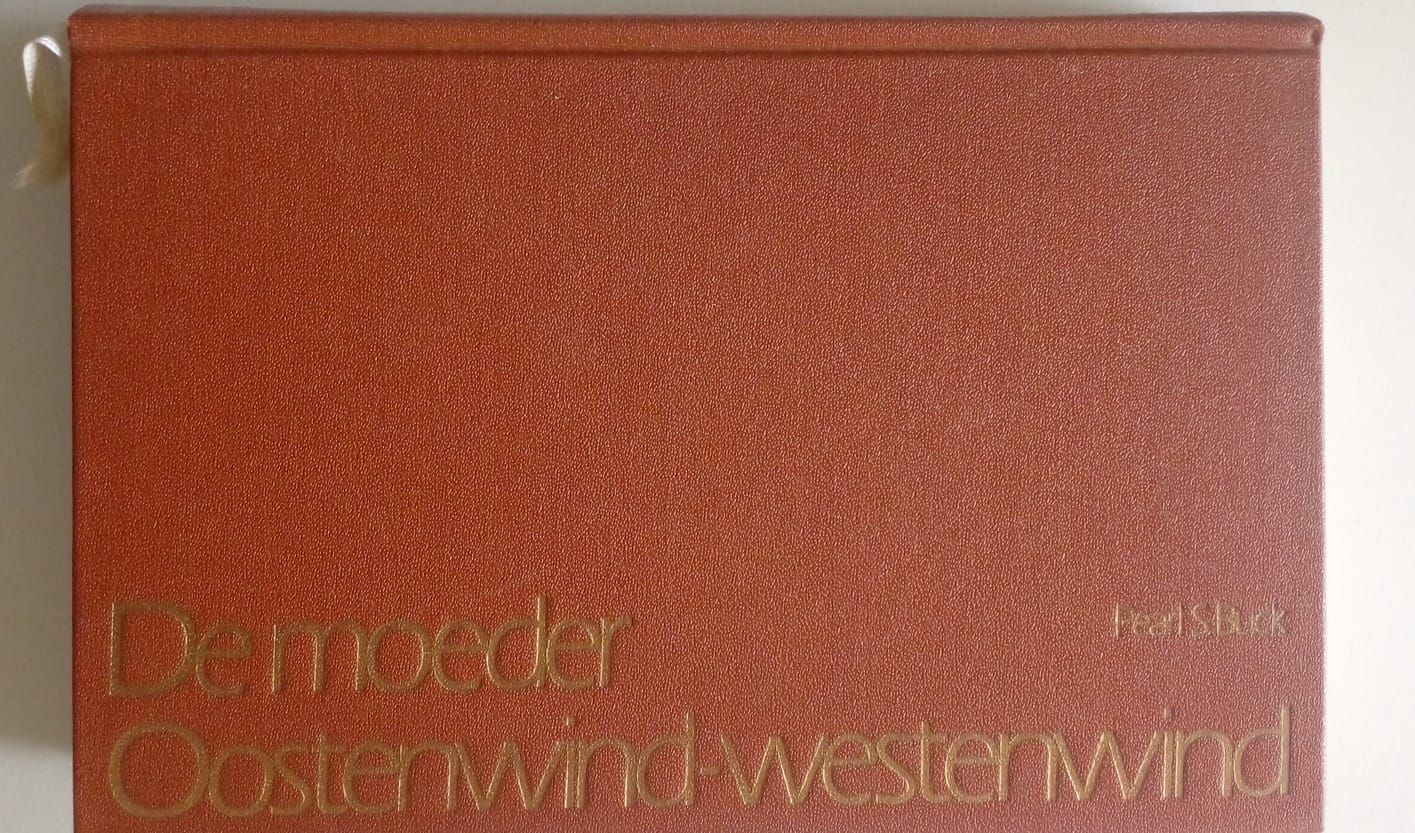 De moeder
Pearl S. Buck
Oostenwind-westenwind